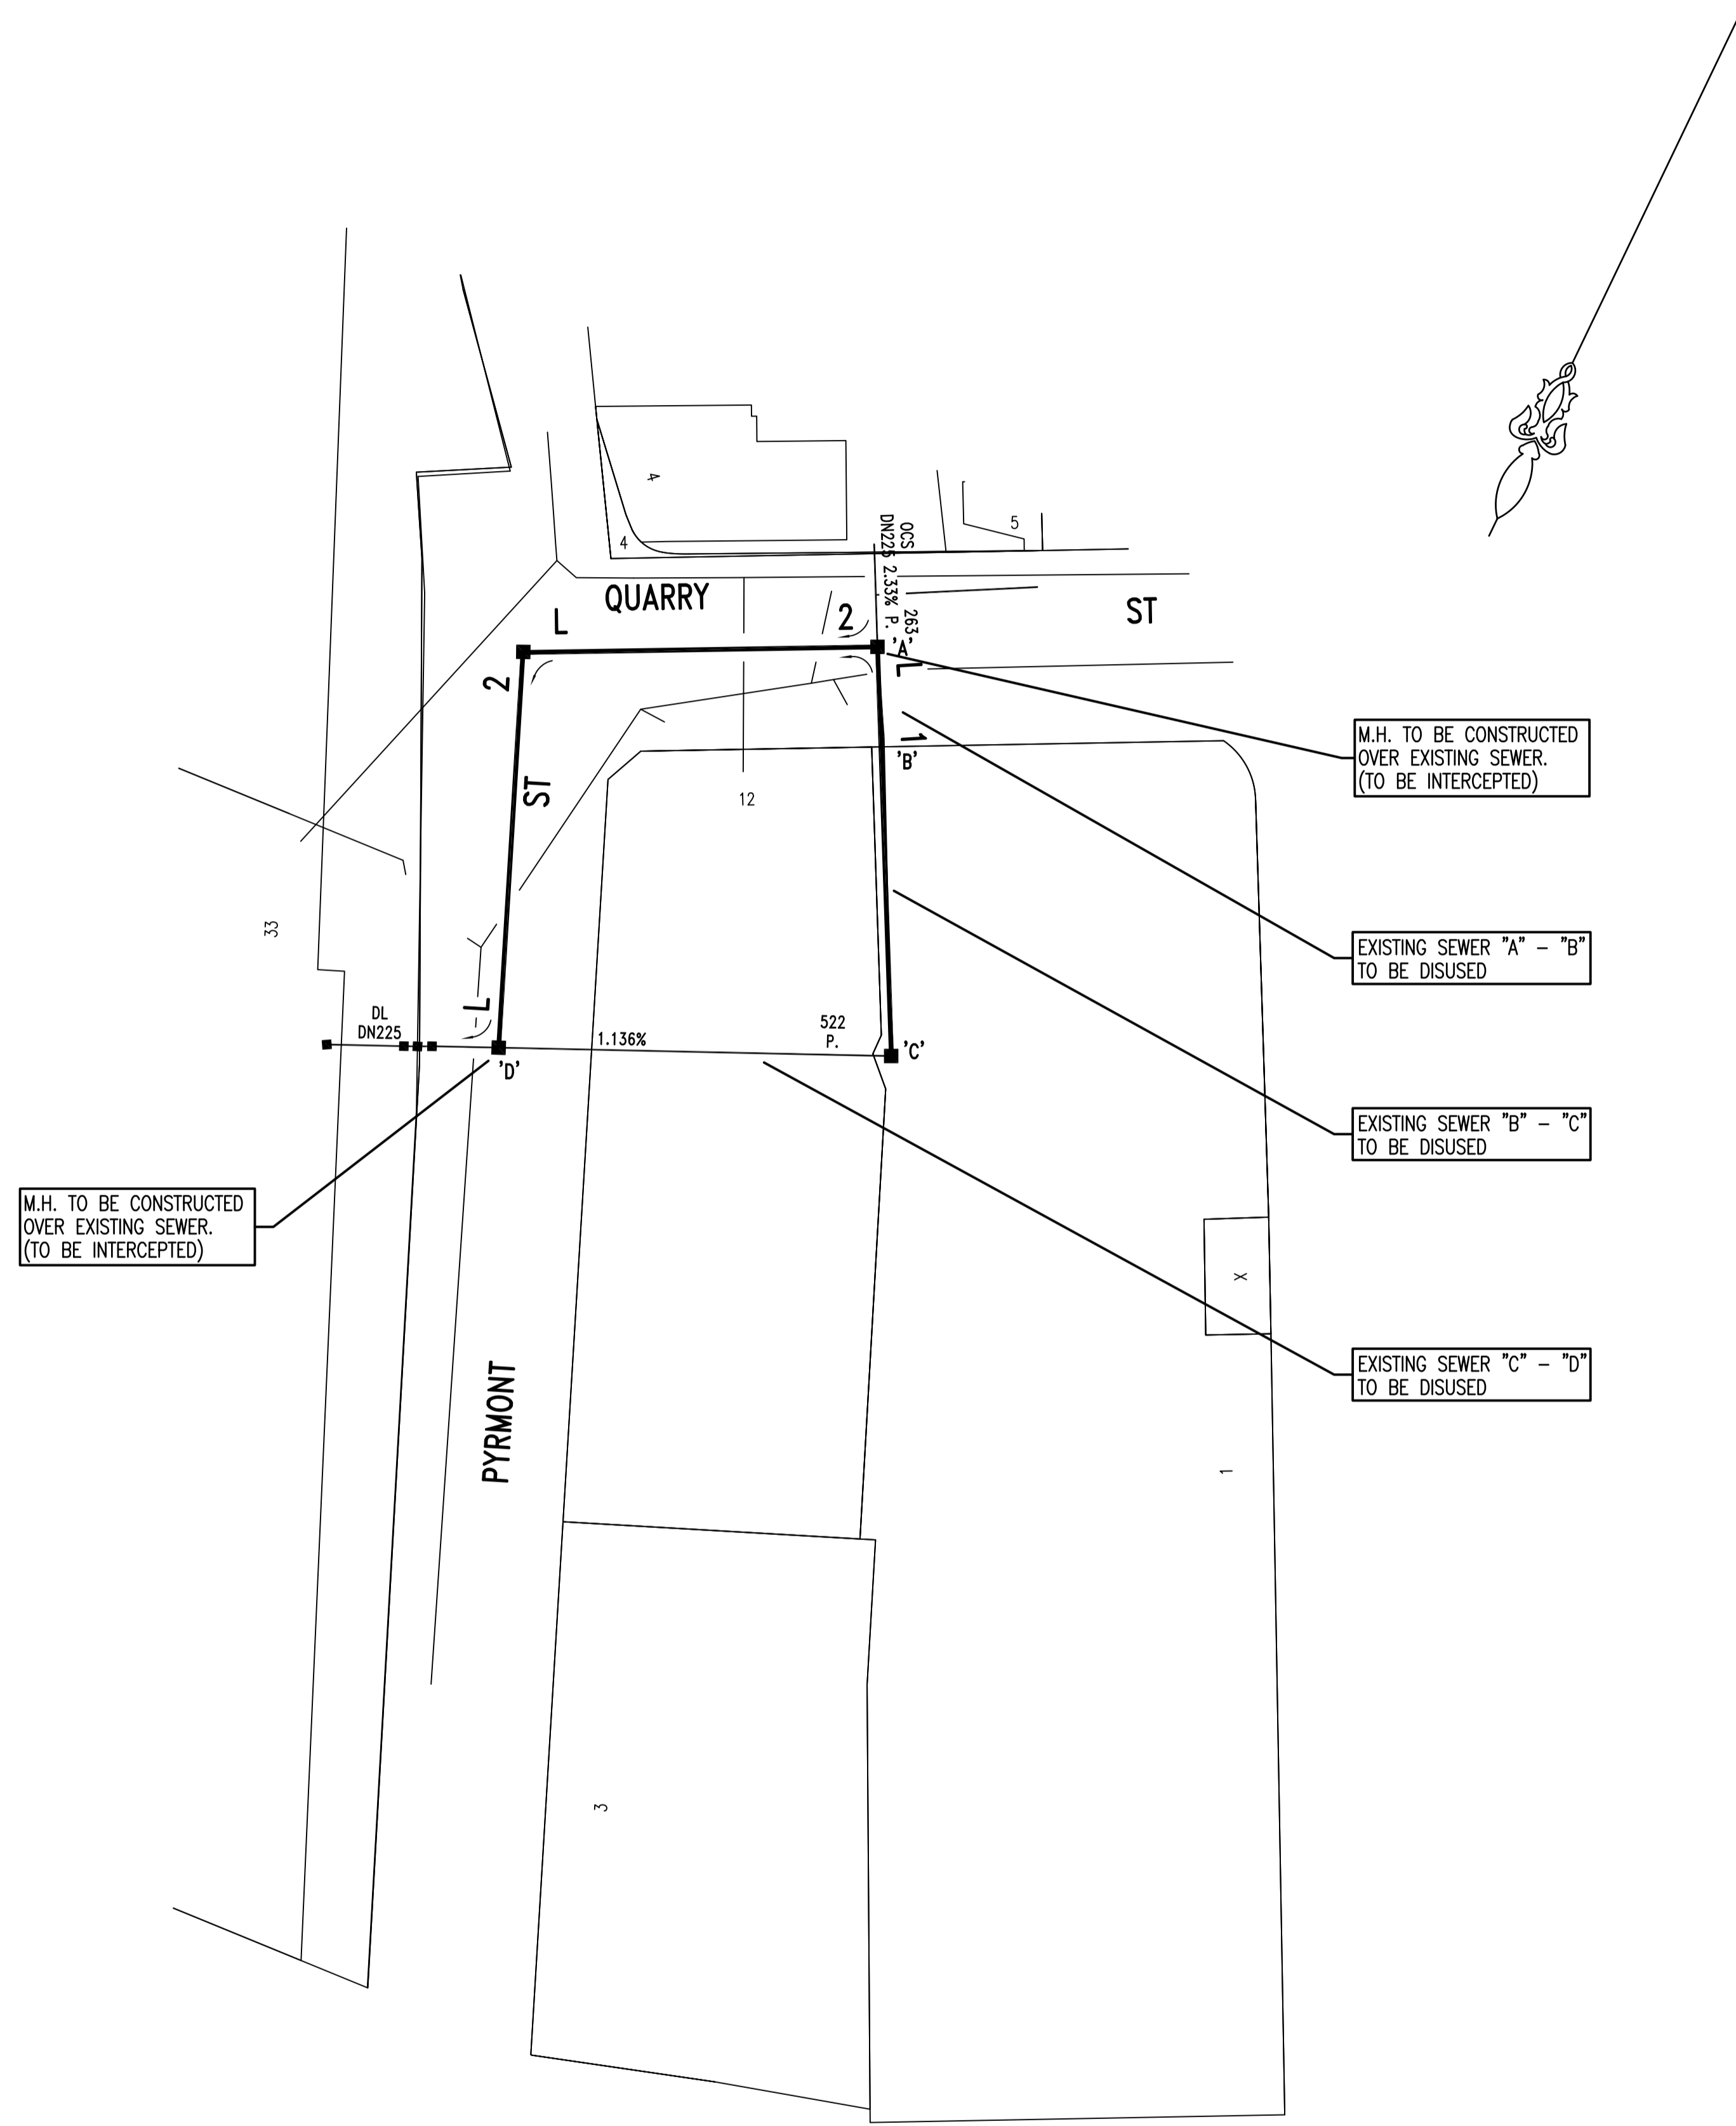 4
4
5
OCS 263
DN225 2.33% P.
QUARRY ST
L
2
2
'A'
L
1
'B'
M.H. TO BE CONSTRUCTED
OVER EXISTING SEWER.
(TO BE INTERCEPTED)
ST
12
33
EXISTING SEWER "A" – "B"
TO BE DISUSED
L
DL
DN225
1.136%
522
P.
'C'
'D'
EXISTING SEWER "B" – "C"
TO BE DISUSED
M.H. TO BE CONSTRUCTED
OVER EXISTING SEWER.
(TO BE INTERCEPTED)
X
EXISTING SEWER "C" – "D"
TO BE DISUSED
PYRMONT
1
3